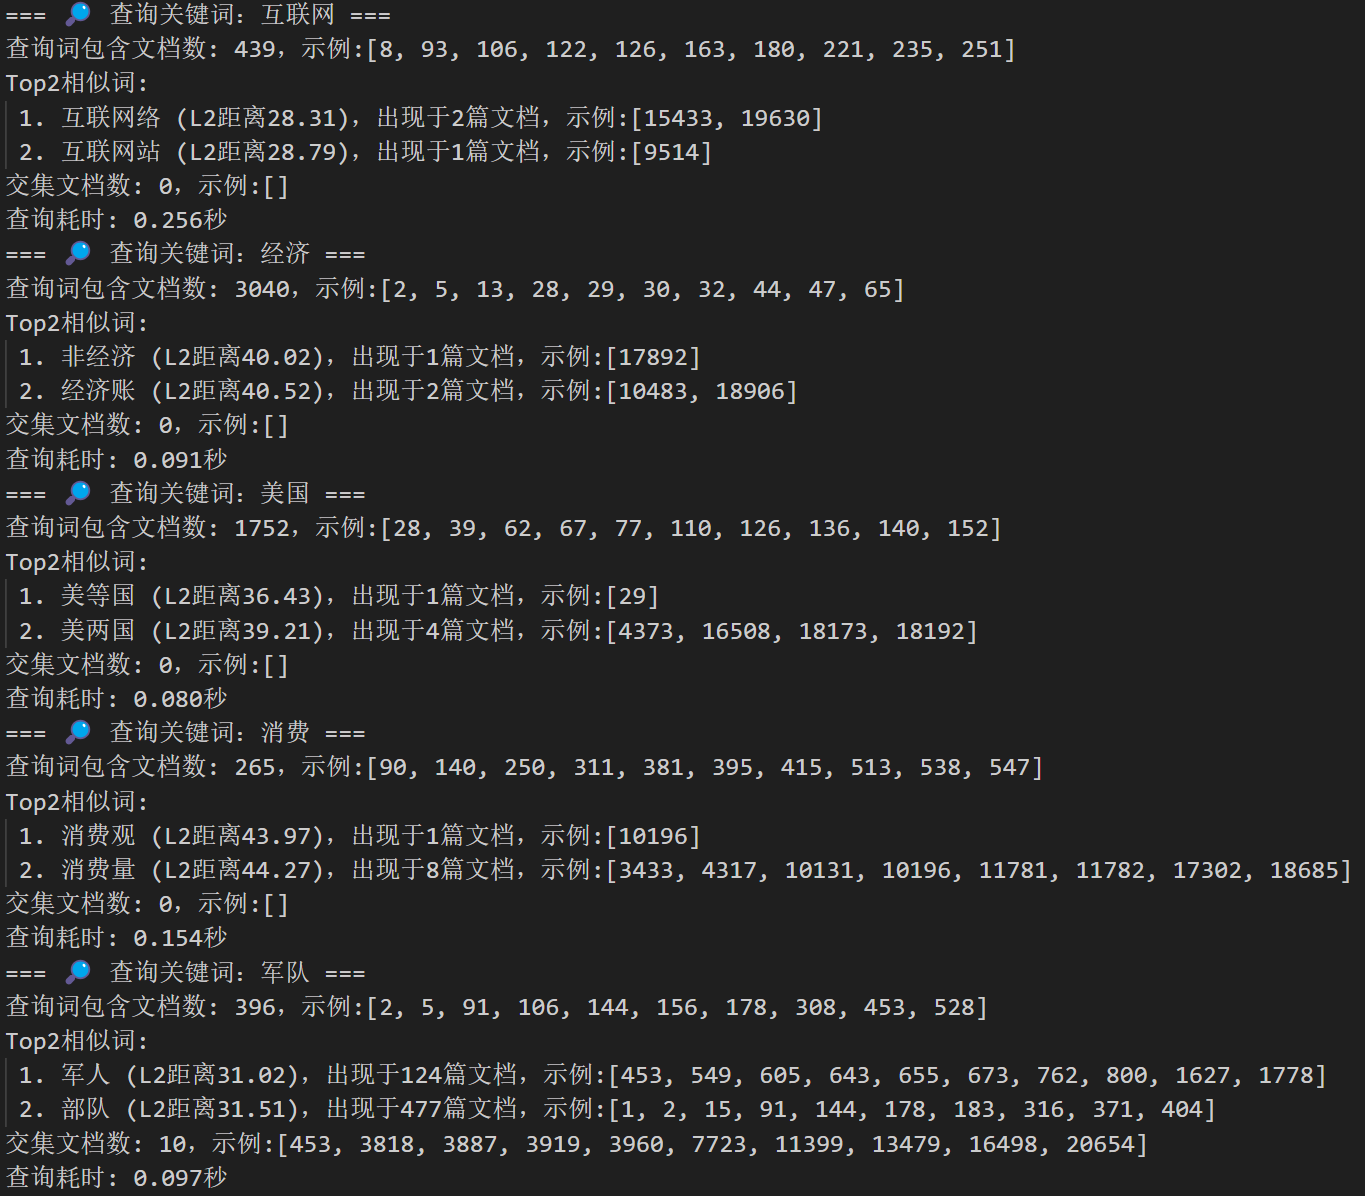 === 🔎 查询关键词：互联网 ===
查询词包含文档数: 439，示例:[8, 93, 106, 122, 126, 163, 180, 221, 235, 251]
Top2相似词:
1. 互联网络 (L2距离28.31)，出现于2篇文档，示例:[15433, 19630]
2. 互联网站 (L2距离28.79)，出现于1篇文档，示例:[9514]
交集文档数: 0，示例:[]
查询耗时: 0.256秒
=== 🔎 查询关键词：经济 ===
查询词包含文档数: 3040，示例:[2, 5, 13, 28, 29, 30, 32, 44, 47, 65]
Top2相似词:
1. 非经济 (L2距离40.02)，出现于1篇文档，示例:[17892]
2. 经济账 (L2距离40.52)，出现于2篇文档，示例:[10483, 18906]
交集文档数: 0，示例:[]
查询耗时: 0.091秒
=== 🔎 查询关键词：美国 ===
查询词包含文档数: 1752，示例:[28, 39, 62, 67, 77, 110, 126, 136, 140, 152]
Top2相似词:
1. 美等国 (L2距离36.43)，出现于1篇文档，示例:[29]
2. 美两国 (L2距离39.21)，出现于4篇文档，示例:[4373, 16508, 18173, 18192]
交集文档数: 0，示例:[]
查询耗时: 0.080秒
=== 🔎 查询关键词：消费 ===
查询词包含文档数: 265，示例:[90, 140, 250, 311, 381, 395, 415, 513, 538, 547]
Top2相似词:
1. 消费观 (L2距离43.97)，出现于1篇文档，示例:[10196]
2. 消费量 (L2距离44.27)，出现于8篇文档，示例:[3433, 4317, 10131, 10196, 11781, 11782, 17302, 18685]
交集文档数: 0，示例:[]
查询耗时: 0.154秒
=== 🔎 查询关键词：军队 ===
查询词包含文档数: 396，示例:[2, 5, 91, 106, 144, 156, 178, 308, 453, 528]
Top2相似词:
1. 军人 (L2距离31.02)，出现于124篇文档，示例:[453, 549, 605, 643, 655, 673, 762, 800, 1627, 1778]
2. 部队 (L2距离31.51)，出现于477篇文档，示例:[1, 2, 15, 91, 144, 178, 183, 316, 371, 404]
交集文档数: 10，示例:[453, 3818, 3887, 3919, 3960, 7723, 11399, 13479, 16498, 20654]
查询耗时: 0.097秒